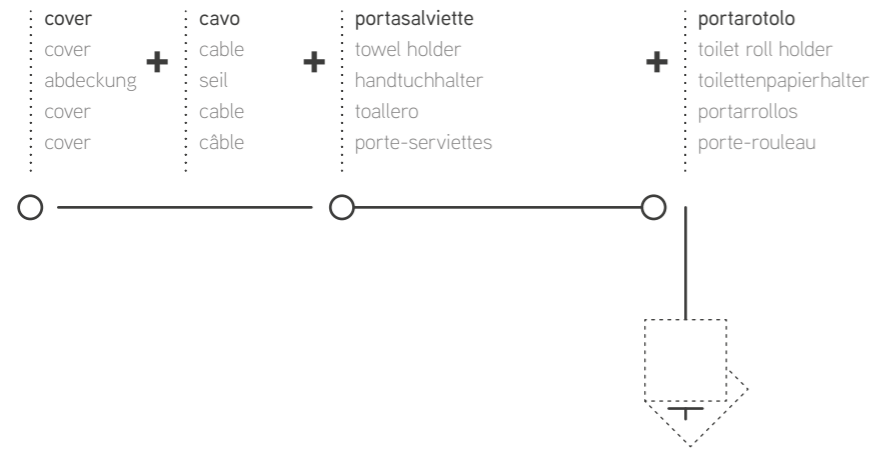 cover
cover
abdeckung
cover
cover
+
cavo
cable
seil
cable
câble
+
portasalviette
towel holder
handtuchhalter
toallero
porte-serviettes
+
portarotolo
toilet roll holder
toilettenpapierhalter
portarrollos
porte-rouleau